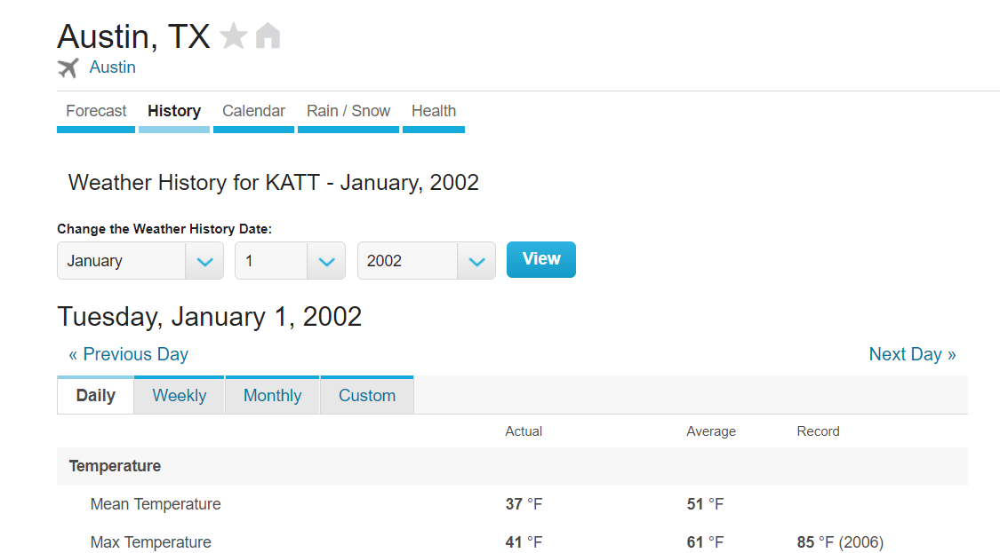 Austin, TX
Austin
Forecast History Calendar Rain / Snow Health
Weather History for KATT - January, 2002
Change the Weather History Date:
January 1 2002 View
Tuesday, January 1, 2002
« Previous Day Next Day »
Daily Weekly Monthly Custom
Actual Average Record
Temperature
Mean Temperature 37 °F 51 °F
Max Temperature 41 °F 61 °F 85 °F (2006)